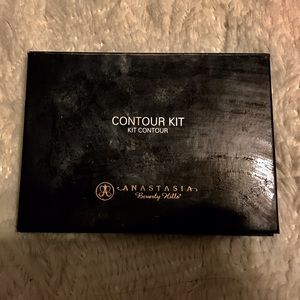 CONTOUR KIT
KIT CONTOUR
ANASTASIA
Beverly Hills